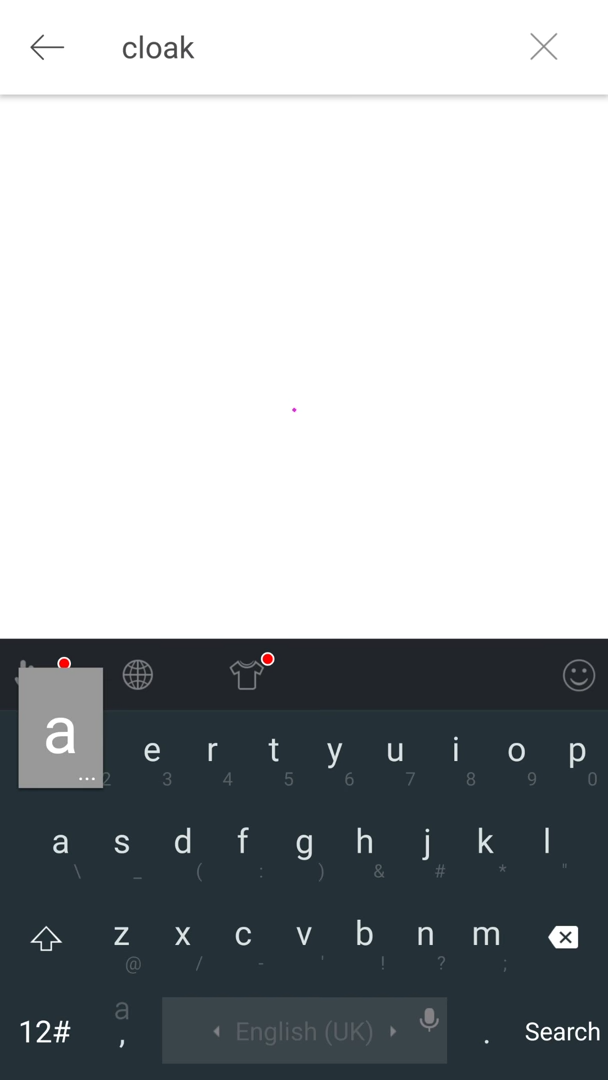 cloak
a
...
2
e r t y u i o p
3 4 5 6 7 8 9 0
a s d f g h j k l
\ _ ( : ) & # * "
z x c v b n m
@ / - ' ! ? ;
12# a , English (UK) . Search